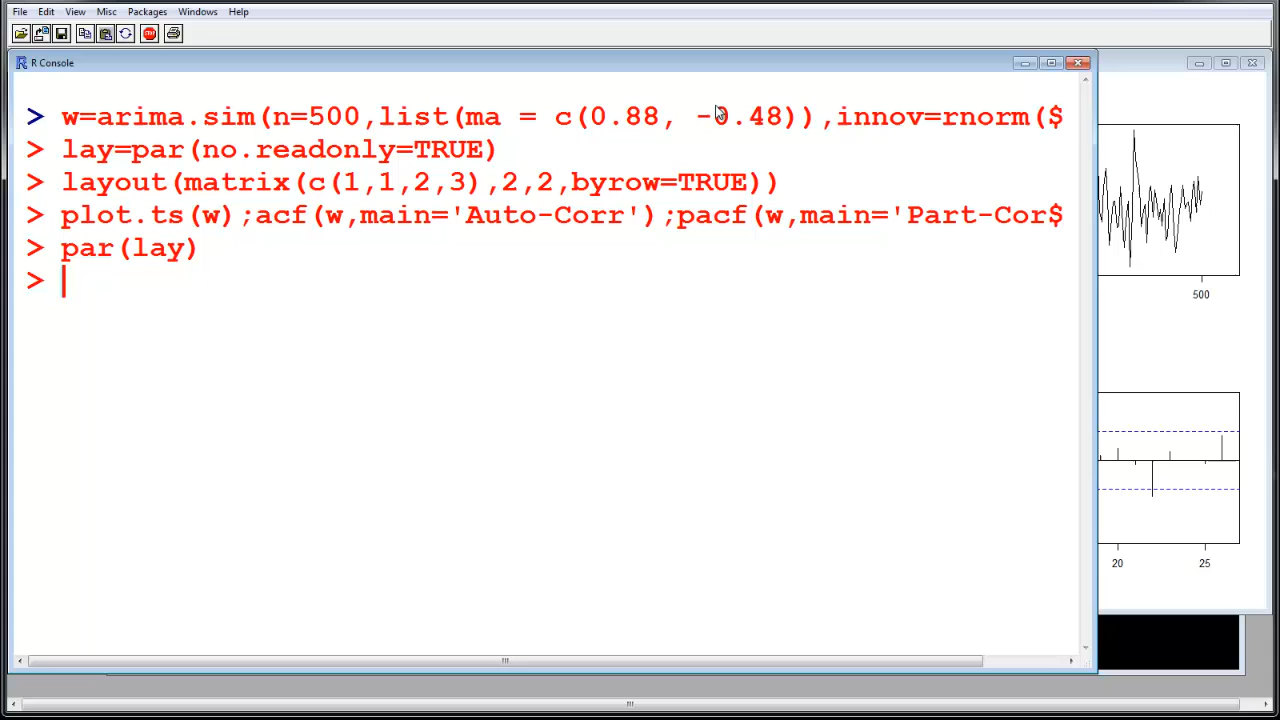 File Edit View Misc Packages Windows Help
STOP
R Console
> w=arima.sim(n=500,list(ma = c(0.88, -0.48)),innov=rnorm($
> lay=par(no.readonly=TRUE)
> layout(matrix(c(1,1,2,3),2,2,byrow=TRUE))
> plot.ts(w);acf(w,main='Auto-Corr');pacf(w,main='Part-Cor$
> par(lay)
>
500
20 25